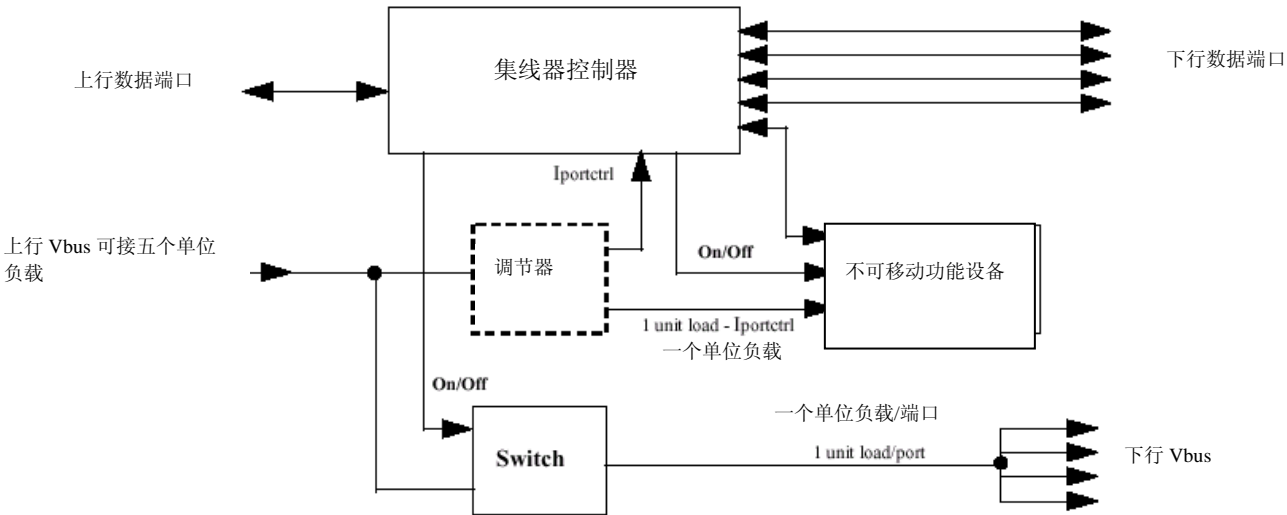 集线器控制器
上行数据端口
下行数据端口
Iportctrl
上行 Vbus 可接五个单位
负载
调节器
On/Off
不可移动功能设备
1 unit load - Iportctrl
一个单位负载
On/Off
Switch
一个单位负载/端口
1 unit load/port
下行 Vbus